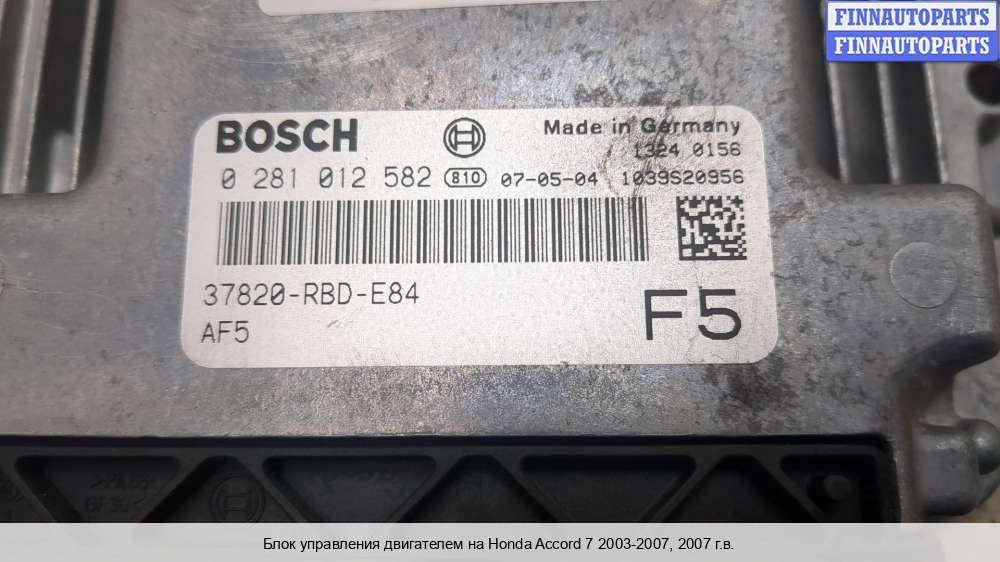 FINNAUTOPARTS
FINNAUTOPARTS
BOSCH
Made in Germany
1324 0156
0 281 012 582 810 07-05-04 1039S20956
37820-RBD-E84
AF5
F5
Блок управления двигателем на Honda Accord 7 2003-2007, 2007 г.в.